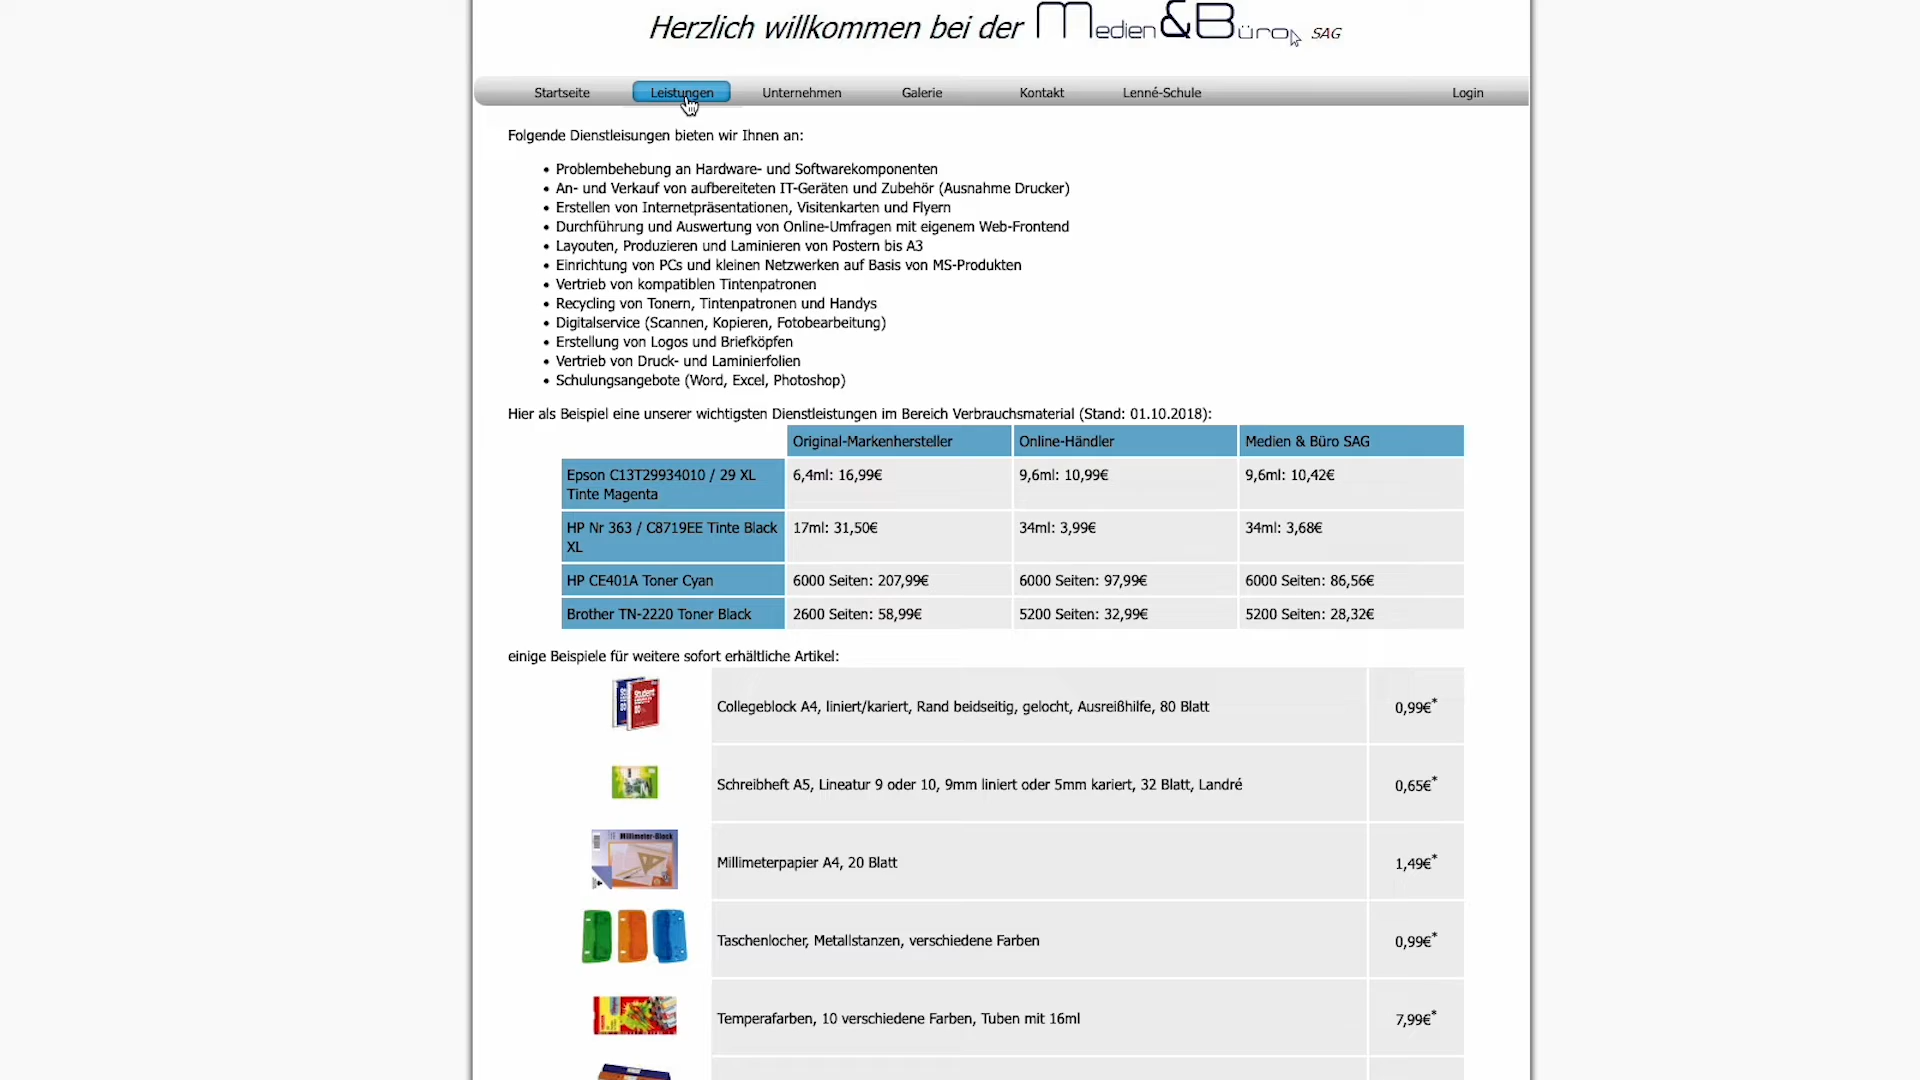 Herzlich willkommen bei der Medien&Büro SAG
Startseite Leistungen Unternehmen Galerie Kontakt Lenné-Schule Login
Folgende Dienstleisungen bieten wir Ihnen an:
• Problembehebung an Hardware- und Softwarekomponenten
• An- und Verkauf von aufbereiteten IT-Geräten und Zubehör (Ausnahme Drucker)
• Erstellen von Internetpräsentationen, Visitenkarten und Flyern
• Durchführung und Auswertung von Online-Umfragen mit eigenem Web-Frontend
• Layouten, Produzieren und Laminieren von Postern bis A3
• Einrichtung von PCs und kleinen Netzwerken auf Basis von MS-Produkten
• Vertrieb von kompatiblen Tintenpatronen
• Recycling von Tonern, Tintenpatronen und Handys
• Digitalservice (Scannen, Kopieren, Fotobearbeitung)
• Erstellung von Logos und Briefköpfen
• Vertrieb von Druck- und Laminierfolien
• Schulungsangebote (Word, Excel, Photoshop)
Hier als Beispiel eine unserer wichtigsten Dienstleistungen im Bereich Verbrauchsmaterial (Stand: 01.10.2018):
Original-Markenhersteller Online-Händler Medien & Büro SAG
Epson C13T29934010 / 29 XL 6,4ml: 16,99€ 9,6ml: 10,99€ 9,6ml: 10,42€
Tinte Magenta
HP Nr 363 / C8719EE Tinte Black 17ml: 31,50€ 34ml: 3,99€ 34ml: 3,68€
XL
HP CE401A Toner Cyan 6000 Seiten: 207,99€ 6000 Seiten: 97,99€ 6000 Seiten: 86,56€
Brother TN-2220 Toner Black 2600 Seiten: 58,99€ 5200 Seiten: 32,99€ 5200 Seiten: 28,32€
einige Beispiele für weitere sofort erhältliche Artikel:
Student
Collegeblock A4, liniert/kariert, Rand beidseitig, gelocht, Ausreißhilfe, 80 Blatt 0,99€*
Schreibheft A5, Lineatur 9 oder 10, 9mm liniert oder 5mm kariert, 32 Blatt, Landré 0,65€*
Millimeter-Block
Millimeterpapier A4, 20 Blatt 1,49€*
Taschenlocher, Metallstanzen, verschiedene Farben 0,99€*
Temperafarben, 10 verschiedene Farben, Tuben mit 16ml 7,99€*